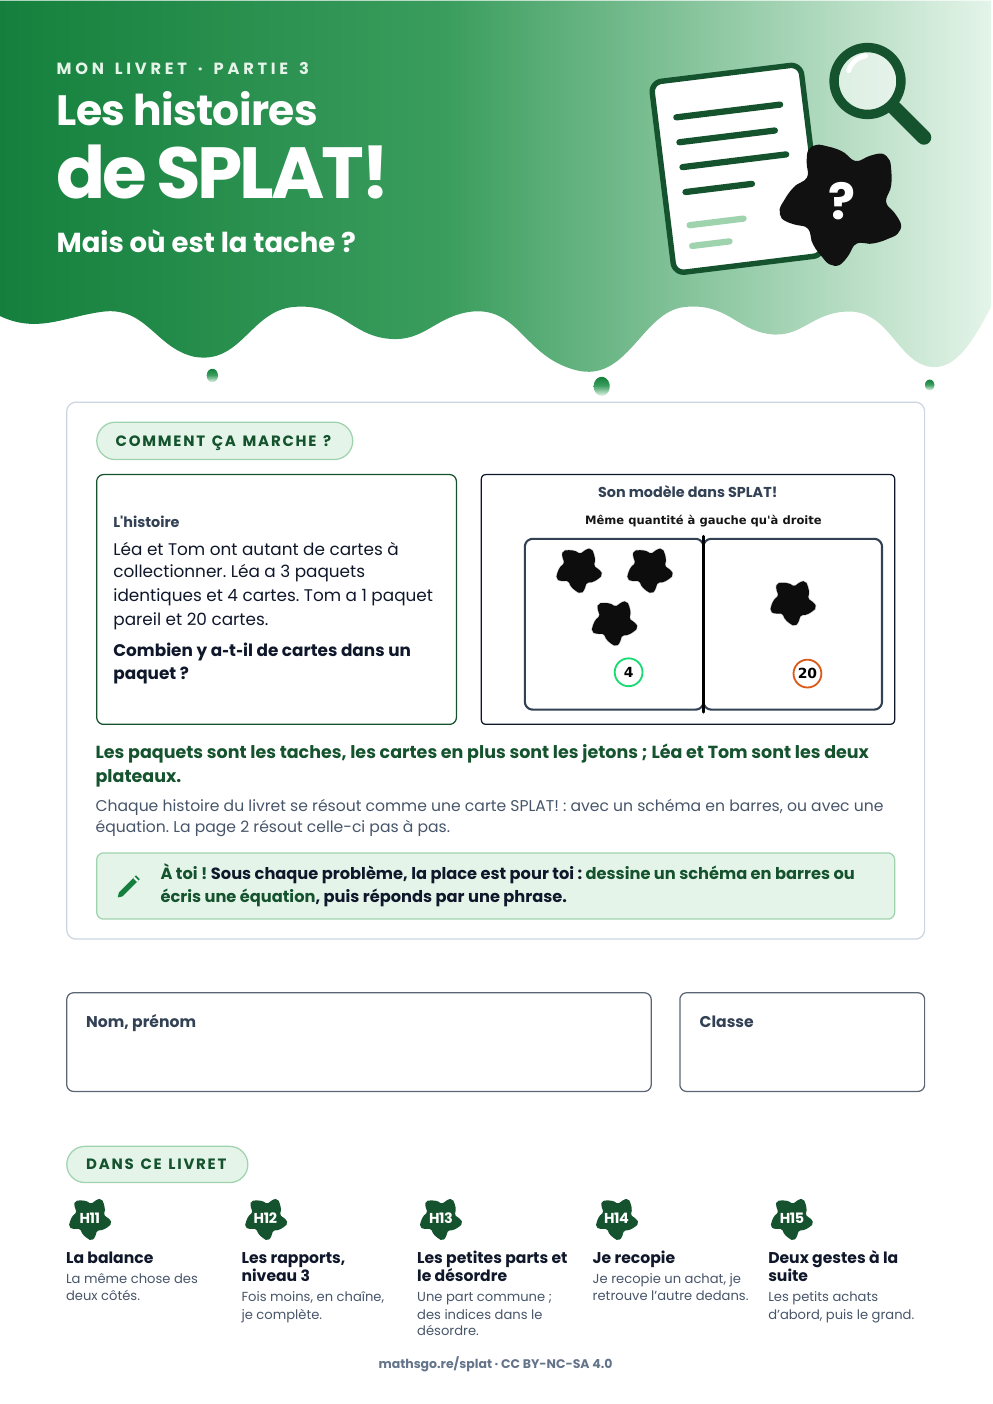 MON LIVRET · PARTIE 3
Les histoires
de SPLAT!
Mais où est la tache ?
?
COMMENT ÇA MARCHE ?
L'histoire
Léa et Tom ont autant de cartes à
collectionner. Léa a 3 paquets
identiques et 4 cartes. Tom a 1 paquet
pareil et 20 cartes.
Combien y a-t-il de cartes dans un
paquet ?
Son modèle dans SPLAT!
Même quantité à gauche qu'à droite
4
20
Les paquets sont les taches, les cartes en plus sont les jetons ; Léa et Tom sont les deux
plateaux.
Chaque histoire du livret se résout comme une carte SPLAT! : avec un schéma en barres, ou avec une
équation. La page 2 résout celle-ci pas à pas.
À toi ! Sous chaque problème, la place est pour toi : dessine un schéma en barres ou
écris une équation, puis réponds par une phrase.
Nom, prénom
Classe
DANS CE LIVRET
H11
La balance
La même chose des
deux côtés.
H12
Les rapports,
niveau 3
Fois moins, en chaîne,
je complète.
H13
Les petites parts et
le désordre
Une part commune ;
des indices dans le
désordre.
H14
Je recopie
Je recopie un achat, je
retrouve l’autre dedans.
H15
Deux gestes à la
suite
Les petits achats
d’abord, puis le grand.
mathsgo.re/splat · CC BY-NC-SA 4.0